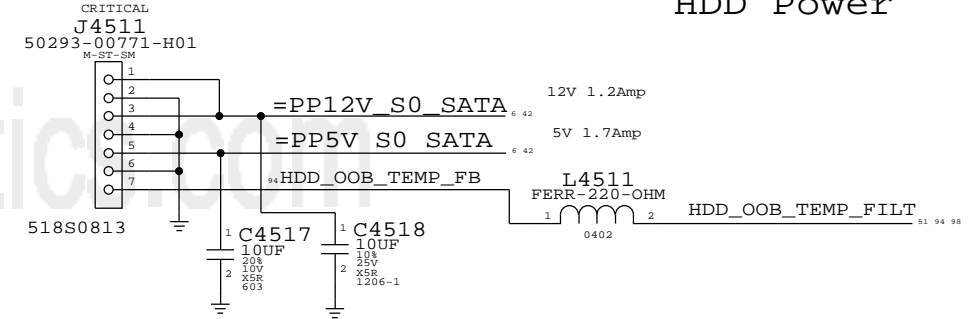 HDD Power
CRITICAL
J4511
50293-00771-H01
M-ST-SM
1
2
3
4
5
6
7
518S0813
=PP12V_S0_SATA 6 42
12V 1.2Amp
=PP5V S0 SATA 6 42
5V 1.7Amp
94 HDD_OOB_TEMP_FB
L4511
FERR-220-OHM
1 2
0402
HDD_OOB_TEMP_FILT 51 94 98
1 C4517
10UF
20%
10V
2 X5R
603
1 C4518
10UF
10%
25V
2 X5R
1206-1
tics.com